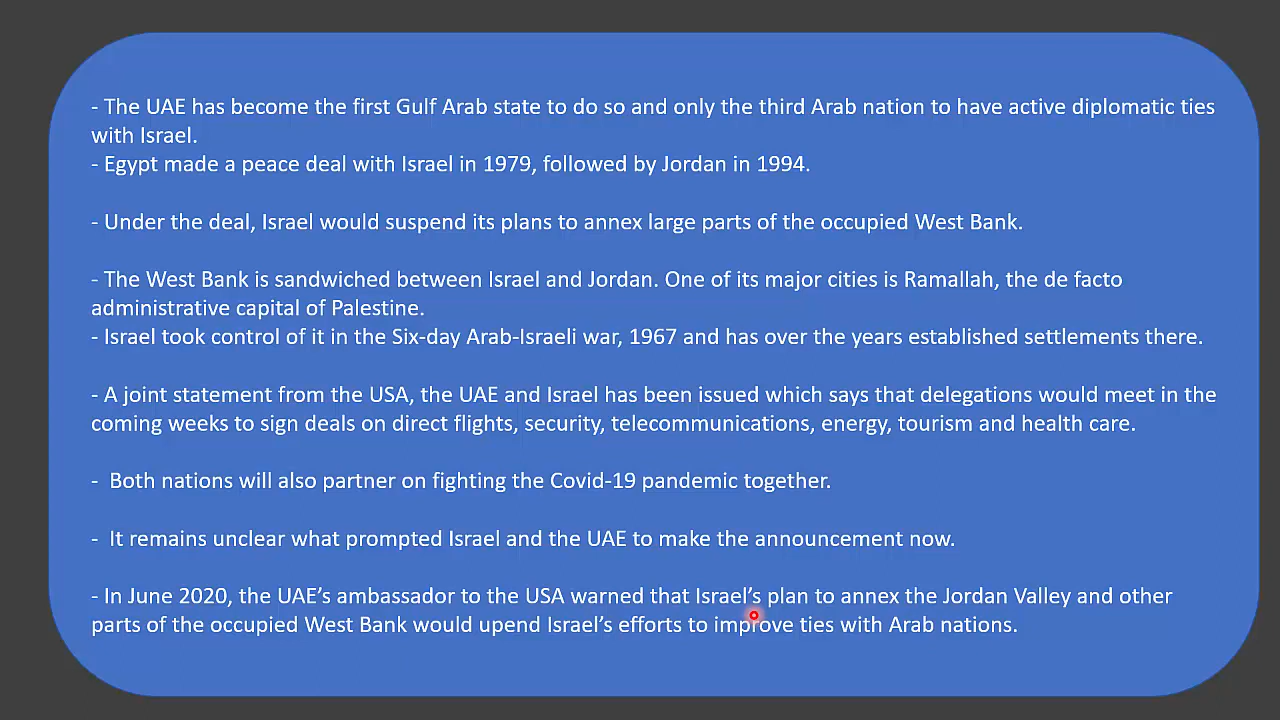 - The UAE has become the first Gulf Arab state to do so and only the third Arab nation to have active diplomatic ties
with Israel.
- Egypt made a peace deal with Israel in 1979, followed by Jordan in 1994.
- Under the deal, Israel would suspend its plans to annex large parts of the occupied West Bank.
- The West Bank is sandwiched between Israel and Jordan. One of its major cities is Ramallah, the de facto
administrative capital of Palestine.
- Israel took control of it in the Six-day Arab-Israeli war, 1967 and has over the years established settlements there.
- A joint statement from the USA, the UAE and Israel has been issued which says that delegations would meet in the
coming weeks to sign deals on direct flights, security, telecommunications, energy, tourism and health care.
- Both nations will also partner on fighting the Covid-19 pandemic together.
- It remains unclear what prompted Israel and the UAE to make the announcement now.
- In June 2020, the UAE’s ambassador to the USA warned that Israel’s plan to annex the Jordan Valley and other
parts of the occupied West Bank would upend Israel’s efforts to improve ties with Arab nations.